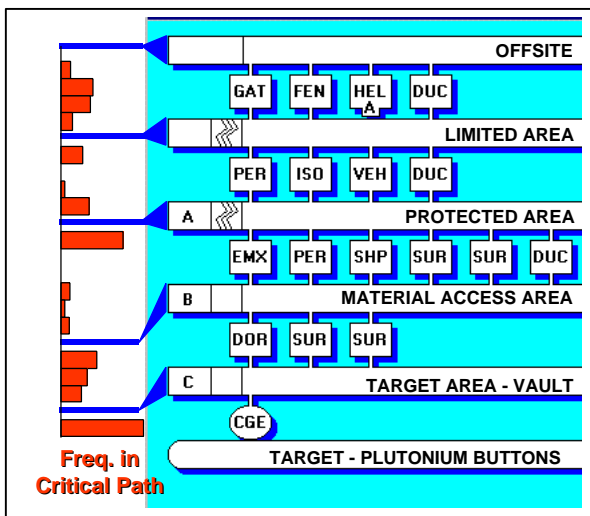 OFFSITE
GAT FEN HEL DUC
A
LIMITED AREA
PER ISO VEH DUC
A PROTECTED AREA
EMX PER SHP SUR SUR DUC
B MATERIAL ACCESS AREA
DOR SUR SUR
C TARGET AREA - VAULT
CGE
TARGET - PLUTONIUM BUTTONS
Freq. in
Critical Path